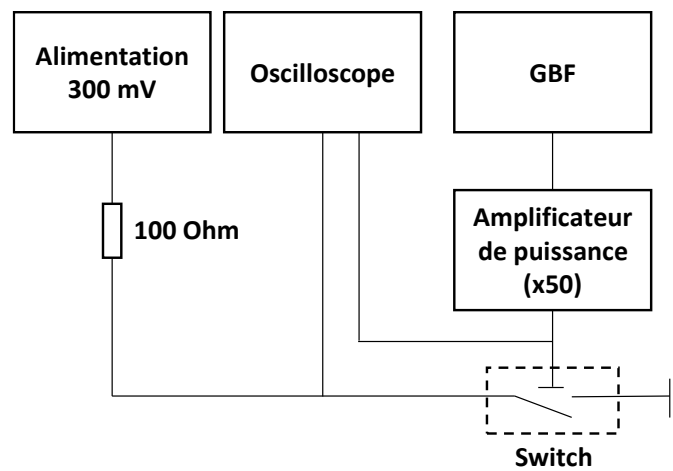 Alimentation
300 mV
Oscilloscope
GBF
100 Ohm
Amplificateur
de puissance
(x50)
Switch